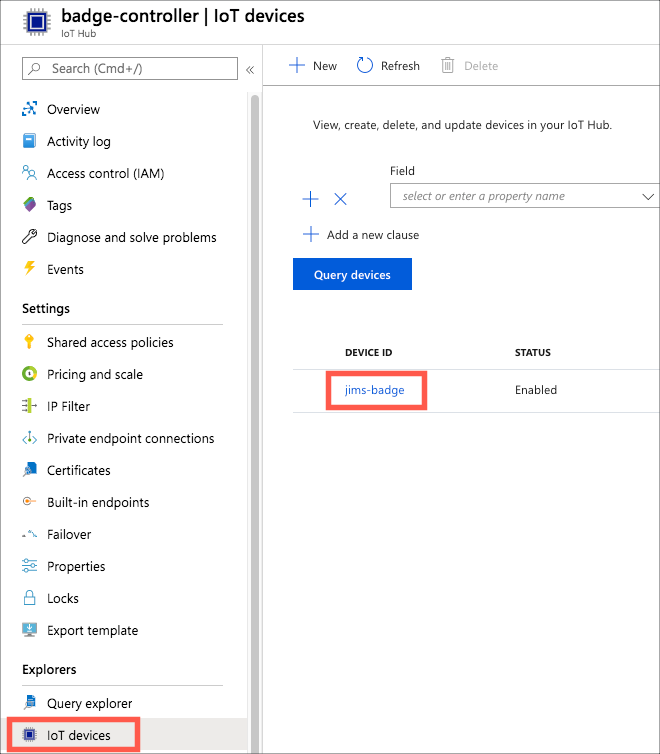 badge-controller | IoT devices
IoT Hub
Search (Cmd+/)
«
Overview
Activity log
Access control (IAM)
Tags
Diagnose and solve problems
Events
Settings
Shared access policies
Pricing and scale
IP Filter
Private endpoint connections
Certificates
Built-in endpoints
Failover
Properties
Locks
Export template
Explorers
Query explorer
IoT devices
New Refresh Delete
View, create, delete, and update devices in your IoT Hub.
Field
select or enter a property name
Add a new clause
Query devices
DEVICE ID STATUS
jims-badge Enabled